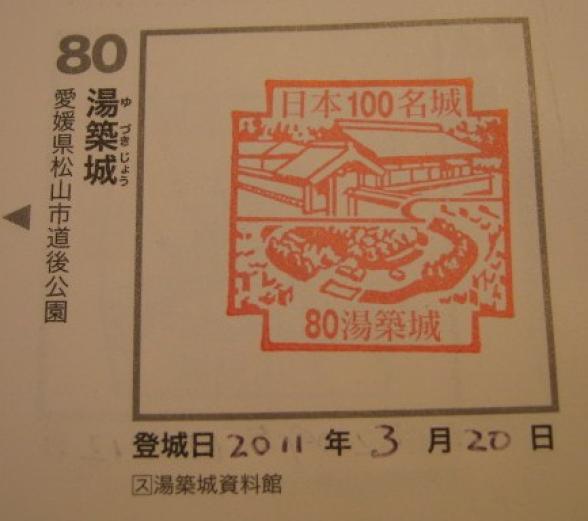 80
湯築城
ゆづきじょう
愛媛県松山市道後公園
日本100名城
80湯築城
登城日 2011 年 3 月 20 日
ス湯築城資料館